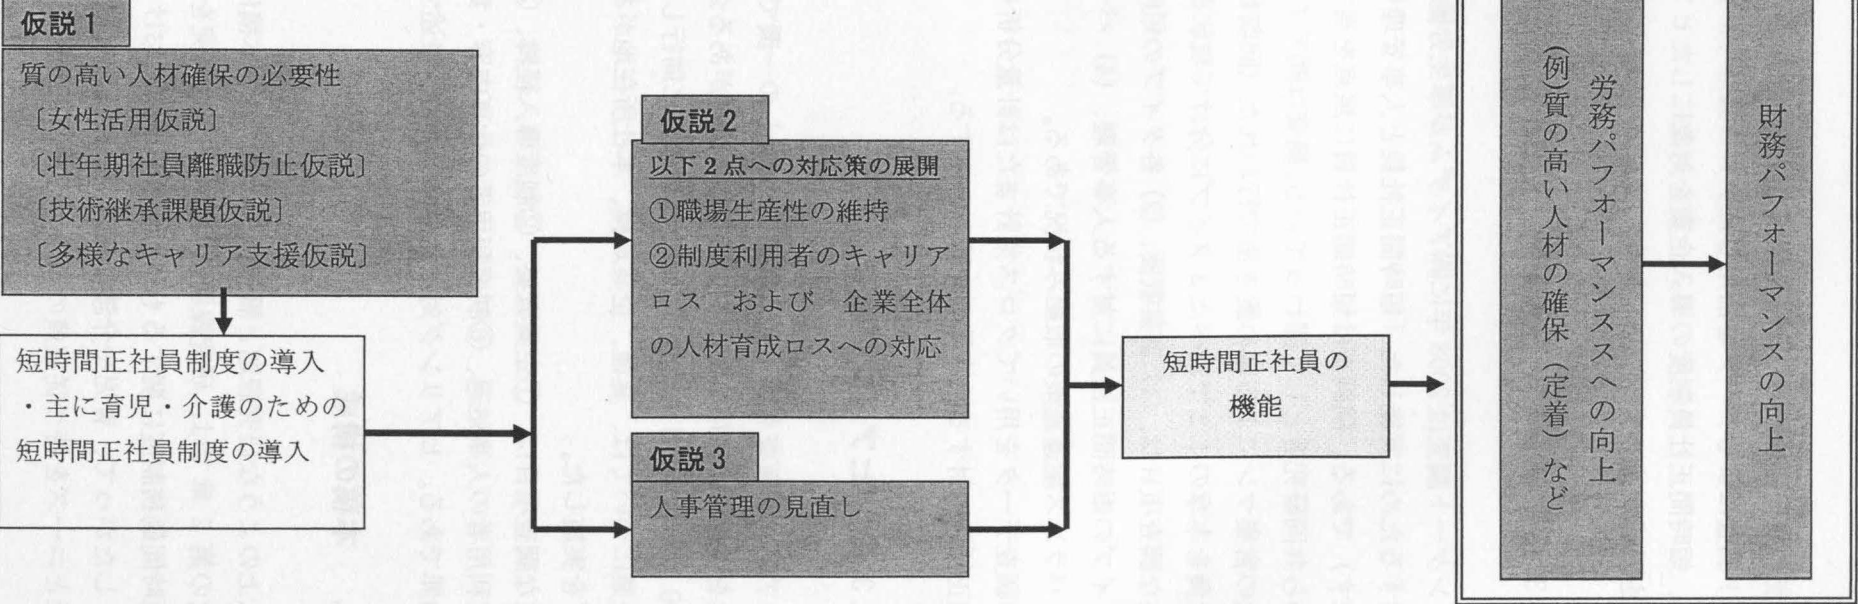 仮説1
質の高い人材確保の必要性
〔女性活用仮説〕
〔壮年期社員離職防止仮説〕
〔技術継承課題仮説〕
〔多様なキャリア支援仮説〕
短時間正社員制度の導入
・主に育児・介護のための
短時間正社員制度の導入
仮説2
以下2点への対応策の展開
①職場生産性の維持
②制度利用者のキャリア
ロス および 企業全体
の人材育成ロスへの対応
仮説3
人事管理の見直し
短時間正社員の
機能
労務パフォーマンススへの向上
(例)質の高い人材の確保（定着）など
財務パフォーマンスの向上